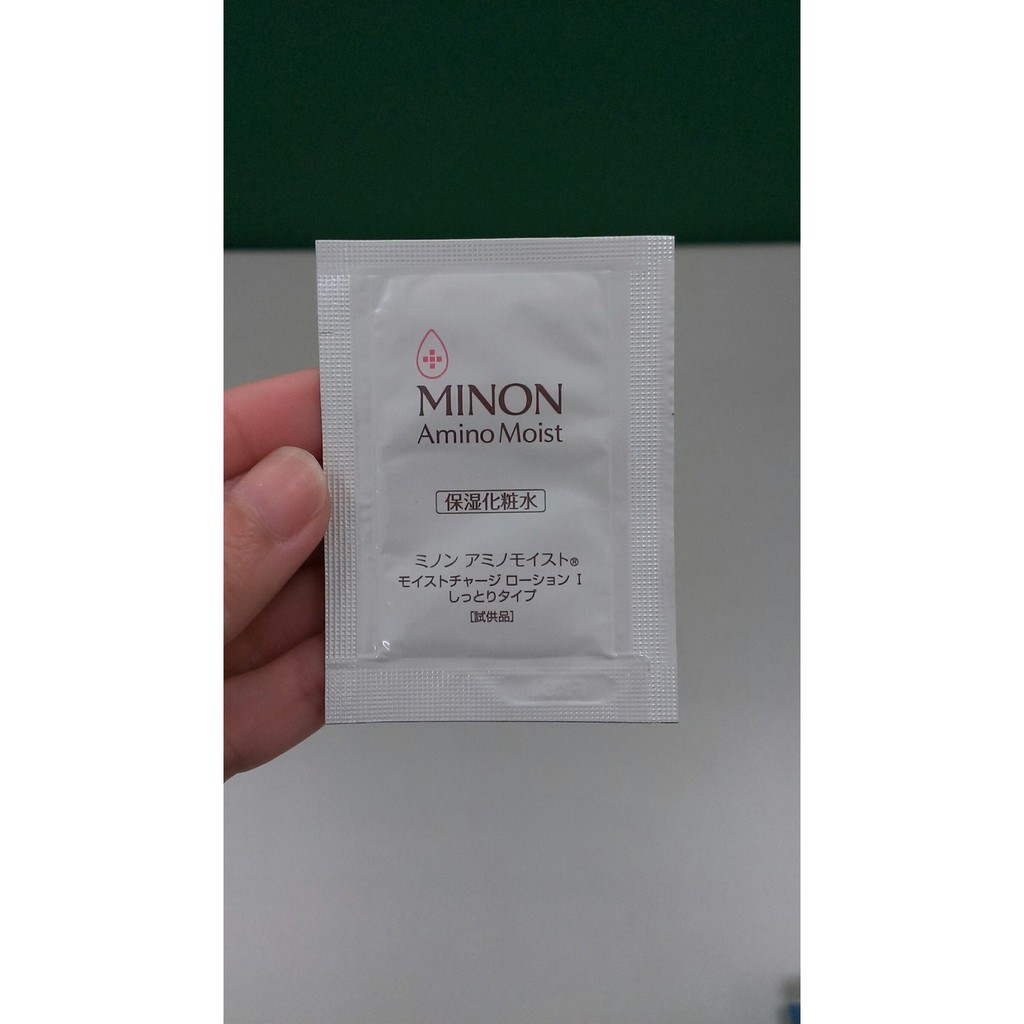 MINON
Amino Moist
保湿化粧水
ミノン アミノモイスト®
モイストチャージ ローション I
しっとりタイプ
[試供品]